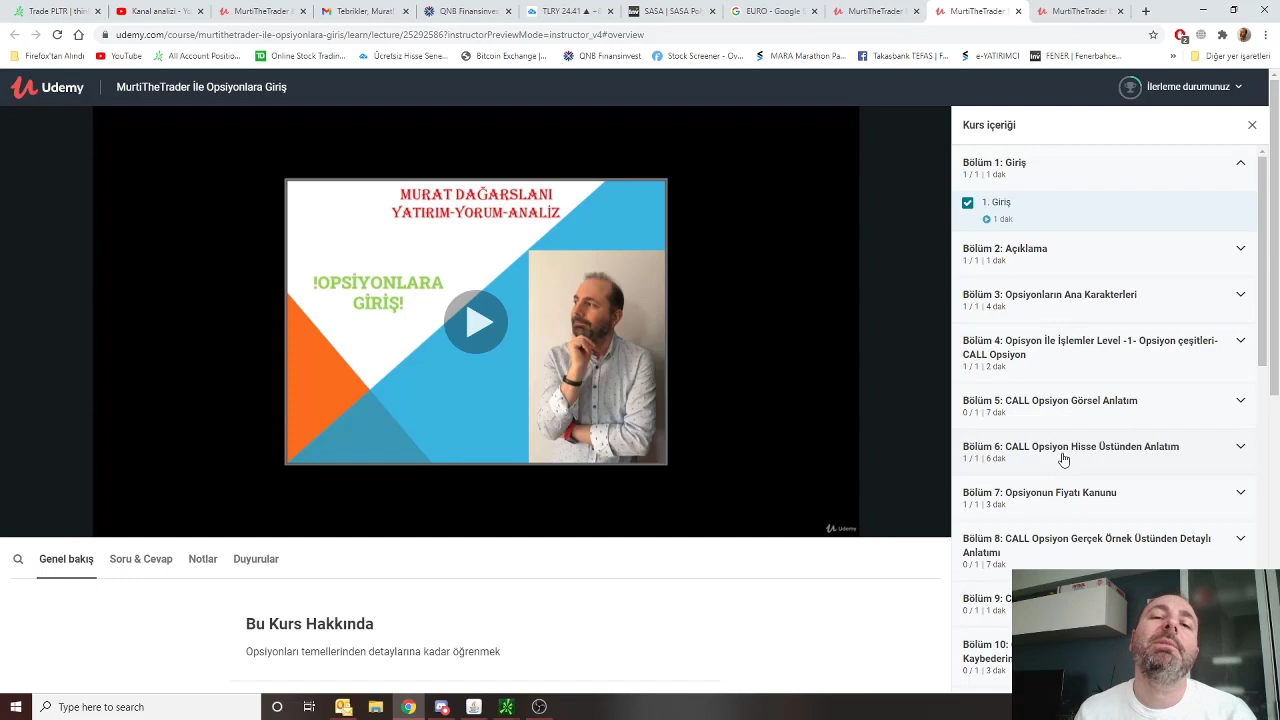 Trade PLTR | think
Kanal analizi - Yo
MurtiTheTrader İ
Tebrikler, Murat!
QNB Finansinvest
TLRY 24.41 ▲ − 8
SASA | SASA Pol
EURO - Google S
MurtiTheTrader İ
MurtiTheTrader İ
MurtiTheTrader İ
udemy.com/course/murtithetrader-ile-opsiyonlara-giris/learn/lecture/25292586?instructorPreviewMode=instructor_v4#overview
Firefox'tan Alındı
YouTube
All Account Positio...
Online Stock Tradin...
Ücretsiz Hisse Sene...
Bitcoin Exchange |...
QNB Finansinvest
Stock Screener - Ov...
MARA Marathon Pa...
Takasbank TEFAS | F...
e-YATIRIMCI
FENER | Fenerbahce...
»
Diğer yer işaretleri
Udemy
MurtiTheTrader İle Opsiyonlara Giriş
İlerleme durumunuz
MURAT DAĞARSLANI
YATIRIM-YORUM-ANALİZ
!OPSİYONLARA
GİRİŞ!
Udemy
Kurs içeriği
Bölüm 1: Giriş
1 / 1 | 1 dak
1. Giriş
1 dak
Bölüm 2: Açıklama
1 / 1 | 1 dak
Bölüm 3: Opsiyonların Ana Karakterleri
1 / 1 | 4 dak
Bölüm 4: Opisyon İle İşlemler Level -1- Opsiyon çeşitleri-
CALL Opsiyon
1 / 1 | 2 dak
Bölüm 5: CALL Opsiyon Görsel Anlatım
0 / 1 | 7 dak
Bölüm 6: CALL Opsiyon Hisse Üstünden Anlatım
1 / 1 | 6 dak
Bölüm 7: Opsiyonun Fiyatı Kanunu
1 / 1 | 3 dak
Bölüm 8: CALL Opsiyon Gerçek Örnek Üstünden Detaylı
Anlatımı
0 / 1 | 7 dak
Bölüm 9:
0 / 1 | 1 dak
Bölüm 10:
Kaybederin
0 / 1 | 3 dak
Genel bakış
Soru & Cevap
Notlar
Duyurular
Bu Kurs Hakkında
Opsiyonları temellerinden detaylarına kadar öğrenmek
Type here to search